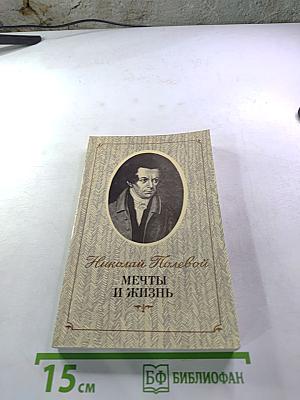 Николай Полевой
МЕЧТЫ
И ЖИЗНЬ
15 см
БФ БИБЛИОФАН